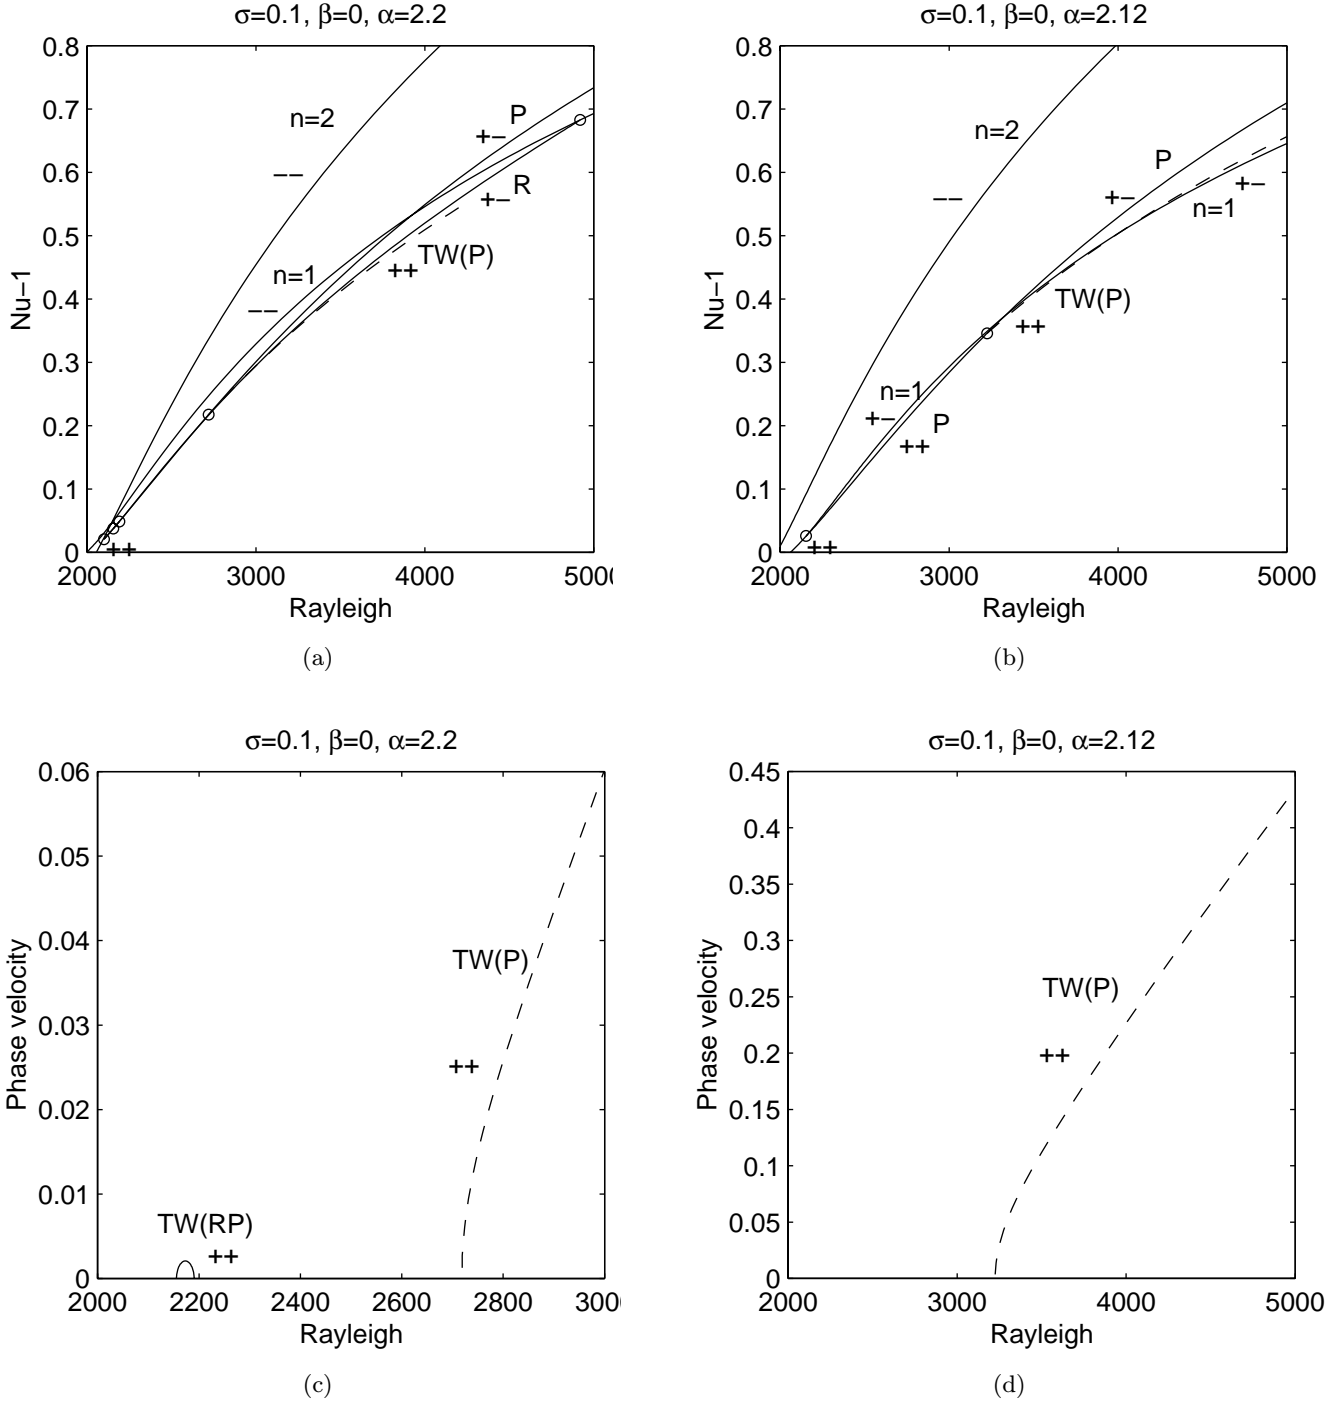 σ=0.1, β=0, α=2.2
0.8
0.7
0.6
0.5
0.4
0.3
0.2
0.1
0
Nu−1
n=2
−−
n=1
−−
P
+−
R
+−
TW(P)
++
++
2000
3000
4000
5000
Rayleigh
(a)
σ=0.1, β=0, α=2.12
0.8
0.7
0.6
0.5
0.4
0.3
0.2
0.1
0
Nu−1
n=2
−−
P
+−
+−
n=1
TW(P)
++
n=1
+−
P
++
++
2000
3000
4000
5000
Rayleigh
(b)
σ=0.1, β=0, α=2.2
0.06
0.05
0.04
0.03
0.02
0.01
0
Phase velocity
TW(P)
++
TW(RP)
++
2000
2200
2400
2600
2800
3000
Rayleigh
(c)
σ=0.1, β=0, α=2.12
0.45
0.4
0.35
0.3
0.25
0.2
0.15
0.1
0.05
0
Phase velocity
TW(P)
++
2000
3000
4000
5000
Rayleigh
(d)